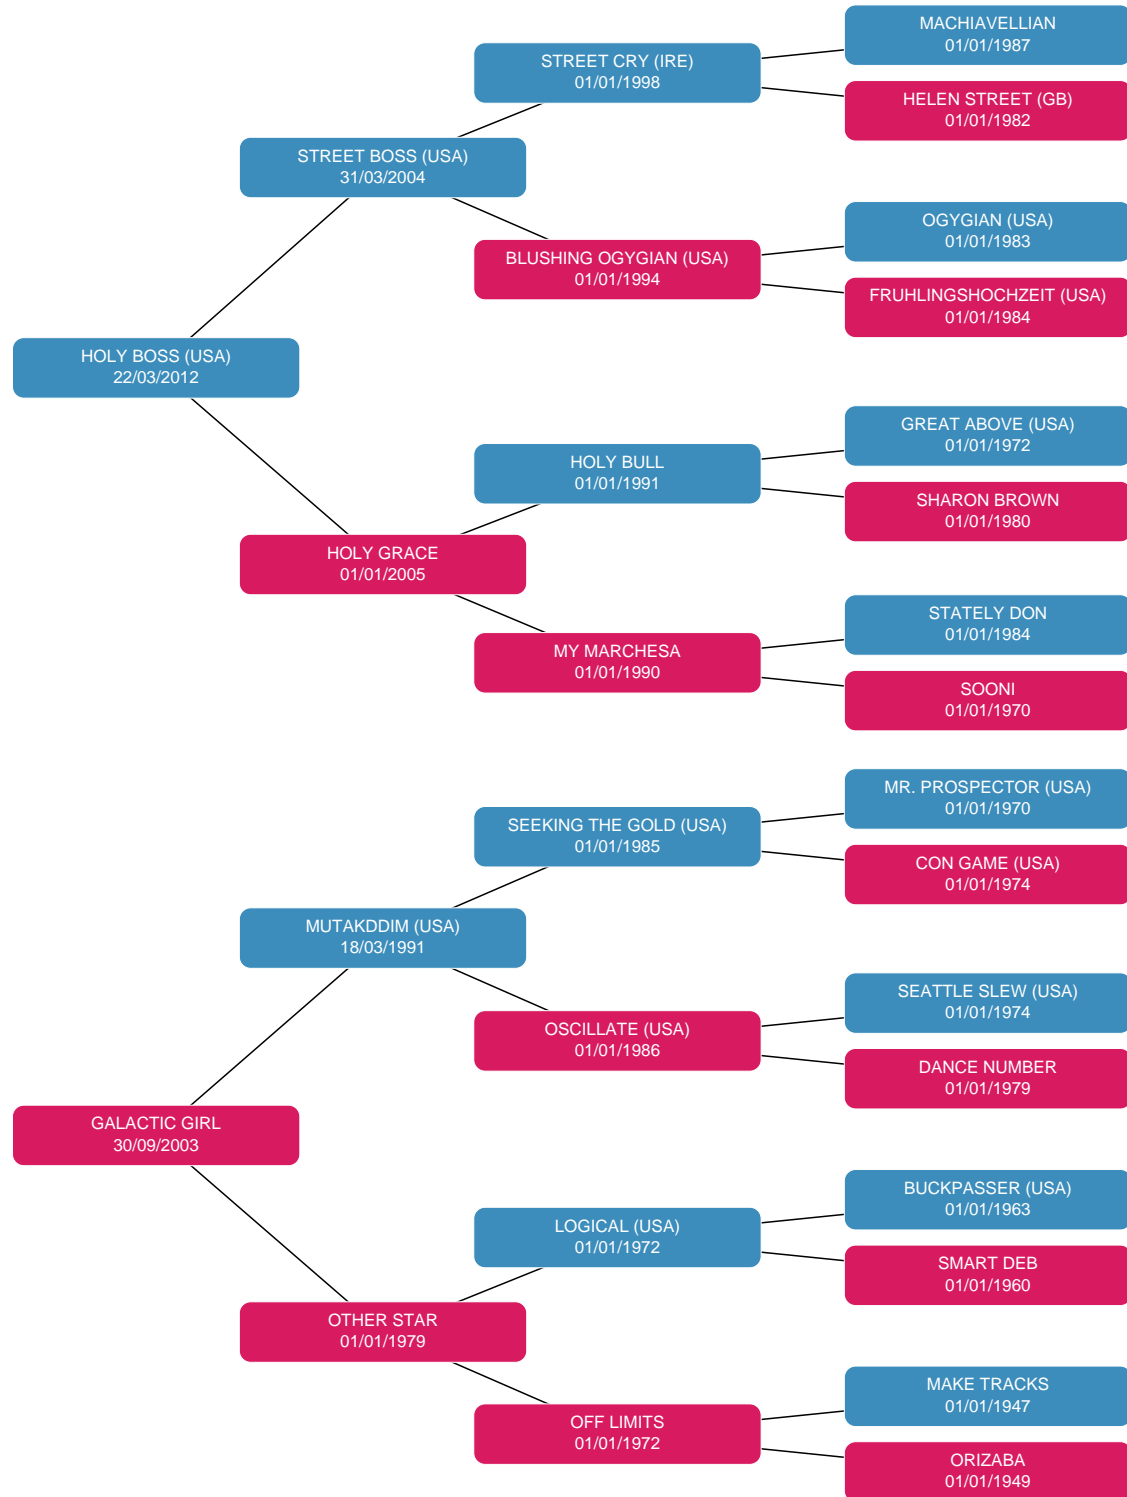 MACHIAVELLIAN
01/01/1987
STREET CRY (IRE)
01/01/1998
HELEN STREET (GB)
01/01/1982
STREET BOSS (USA)
31/03/2004
OGYGIAN (USA)
01/01/1983
BLUSHING OGYGIAN (USA)
01/01/1994
FRUHLINGSHOCHZEIT (USA)
01/01/1984
HOLY BOSS (USA)
22/03/2012
GREAT ABOVE (USA)
01/01/1972
HOLY BULL
01/01/1991
SHARON BROWN
01/01/1980
HOLY GRACE
01/01/2005
STATELY DON
01/01/1984
MY MARCHESA
01/01/1990
SOONI
01/01/1970
MR. PROSPECTOR (USA)
01/01/1970
SEEKING THE GOLD (USA)
01/01/1985
CON GAME (USA)
01/01/1974
MUTAKDDIM (USA)
18/03/1991
SEATTLE SLEW (USA)
01/01/1974
OSCILLATE (USA)
01/01/1986
DANCE NUMBER
01/01/1979
GALACTIC GIRL
30/09/2003
BUCKPASSER (USA)
01/01/1963
LOGICAL (USA)
01/01/1972
SMART DEB
01/01/1960
OTHER STAR
01/01/1979
MAKE TRACKS
01/01/1947
OFF LIMITS
01/01/1972
ORIZABA
01/01/1949